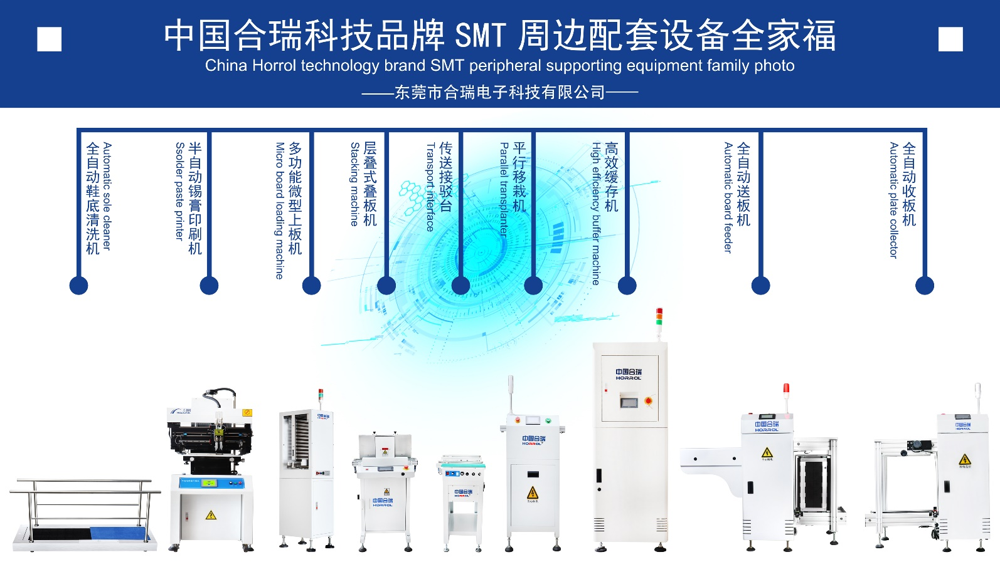 中国合瑞科技品牌 SMT 周边配套设备全家福
China Horrol technology brand SMT peripheral supporting equipment family photo
——东莞市合瑞电子科技有限公司——
全自动鞋底清洗机
Automatic sole cleaner
半自动锡膏印刷机
Ssolder paste printer
多功能微型上板机
Micro board loading machine
层叠式叠板机
Stacking machine
传送接驳台
Transport interface
平行移栽机
Parallel transplanter
高效缓存机
High efficiency buffer machine
全自动送板机
Automatic board feeder
全自动收板机
Automatic plate collector
中国合瑞
HORROL
中国合瑞
HORROL
中国合瑞
HORROL
中国合瑞
HORROL
中国合瑞
HORROL
中国合瑞
HORROL
中国合瑞
HORROL